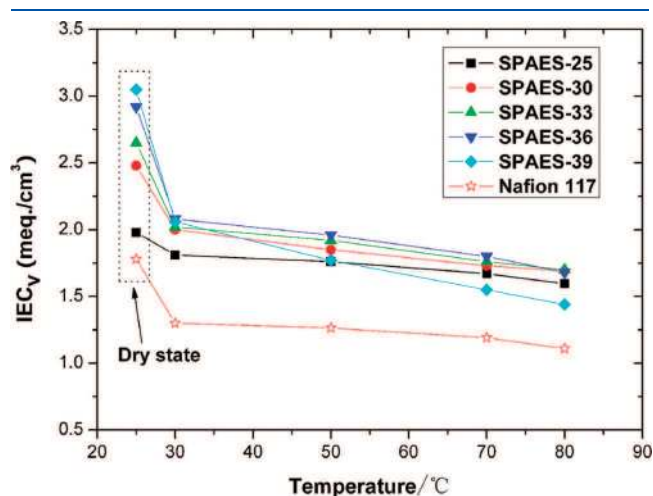 3.5
3.0
2.5
2.0
1.5
1.0
0.5
IECv (meq./cm³)
SPAES-25
SPAES-30
SPAES-33
SPAES-36
SPAES-39
Nafion 117
Dry state
20 30 40 50 60 70 80 90
Temperature/℃